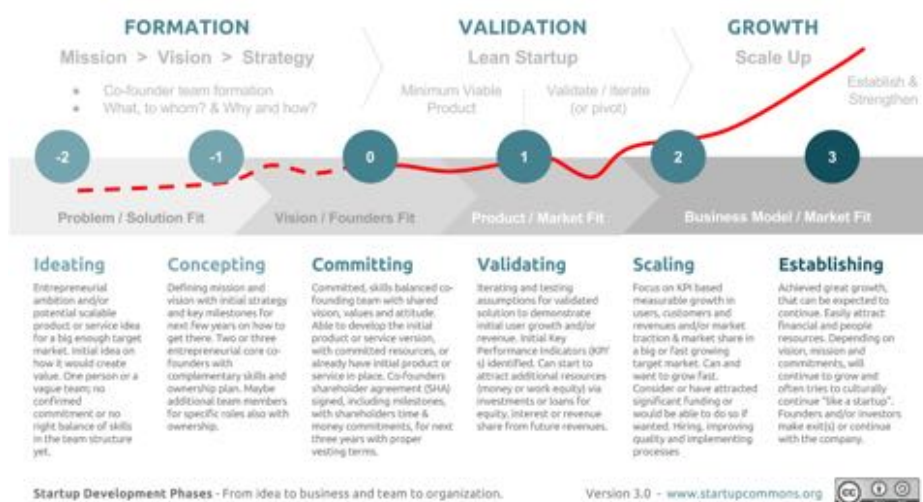 FORMATION
Mission > Vision > Strategy
Co-founder team formation
What, to whom? & Why and how?
VALIDATION
Lean Startup
Minimum Viable
Product
Validate / Iterate
(or pivot)
GROWTH
Scale Up
Establish &
Strengthen
-2
-1
0
1
2
3
Problem / Solution Fit
Vision / Founders Fit
Product / Market Fit
Business Model / Market Fit
Ideating
Entrepreneurial
ambition and/or
potential scalable
product or service idea
for a big enough target
market. Initial idea on
how it would create
value. One person or a
vague team; no
confirmed
commitment or no
right balance of skills
in the team structure
yet.
Concepting
Defining mission and
vision with initial strategy
and key milestones for
next few years on how to
get there. Two or three
entrepreneurial core co-
founders with
complementary skills and
ownership plan. Maybe
additional team members
for specific roles also with
ownership.
Committing
Committed, skills balanced co-
founding team with shared
vision, values and attitude.
Able to develop the initial
product or service version,
with committed resources, or
already have initial product or
service in place. Co-founders
shareholder agreement (SHA)
signed, including milestones,
with shareholders time &
money commitments, for next
three years with proper
vesting terms.
Validating
Iterating and testing
assumptions for validated
solution to demonstrate
initial user growth and/or
revenue. Initial Key
Performance Indicators (KPI'
s) identified. Can start to
attract additional resources
(money or work equity) via
investments or loans for
equity, interest or revenue
share from future revenues.
Scaling
Focus on KPI based
measurable growth in
users, customers and
revenues and/or market
traction & market share in
a big or fast growing
target market. Can and
want to grow fast.
Consider or have attracted
significant funding or
would be able to do so if
wanted. Hiring, improving
quality and implementing
processes
Establishing
Achieved great growth,
that can be expected to
continue. Easily attract
financial and people
resources. Depending on
vision, mission and
commitments, will
continue to grow and
often tries to culturally
continue "like a startup".
Founders and/or investors
make exit(s) or continue
with the company.
Startup Development Phases - From idea to business and team to organization.
Version 3.0 - www.startupcommons.org
cc